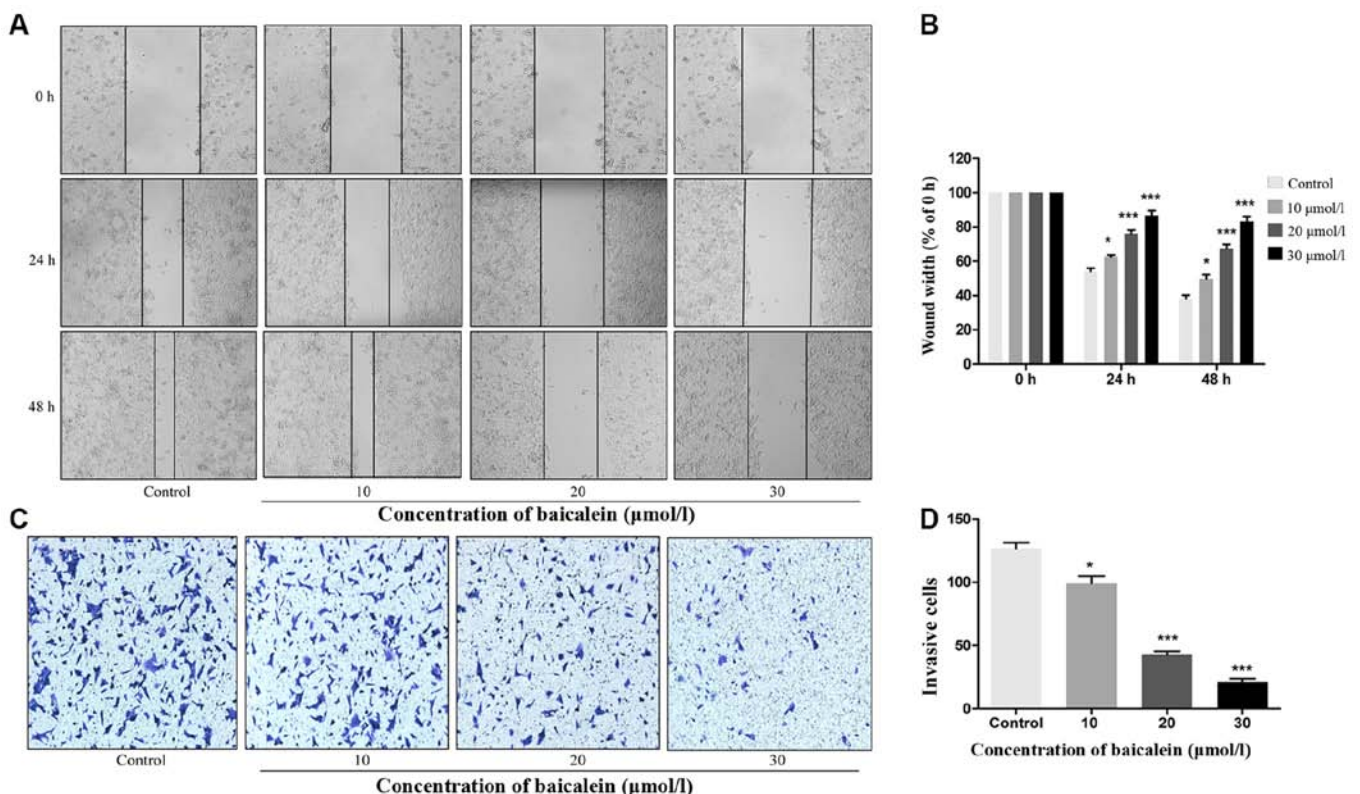 A
0 h
24 h
48 h
Control
10
20
30
Concentration of baicalein (µmol/l)
B
Wound width (% of 0 h)
120
100
80
60
40
20
0
* *** ***
* *** ***
0 h
24 h
48 h
Control
10 µmol/l
20 µmol/l
30 µmol/l
C
Control
10
20
30
Concentration of baicalein (µmol/l)
D
Invasive cells
150
100
50
0
*
***
***
Control
10
20
30
Concentration of baicalein (µmol/l)